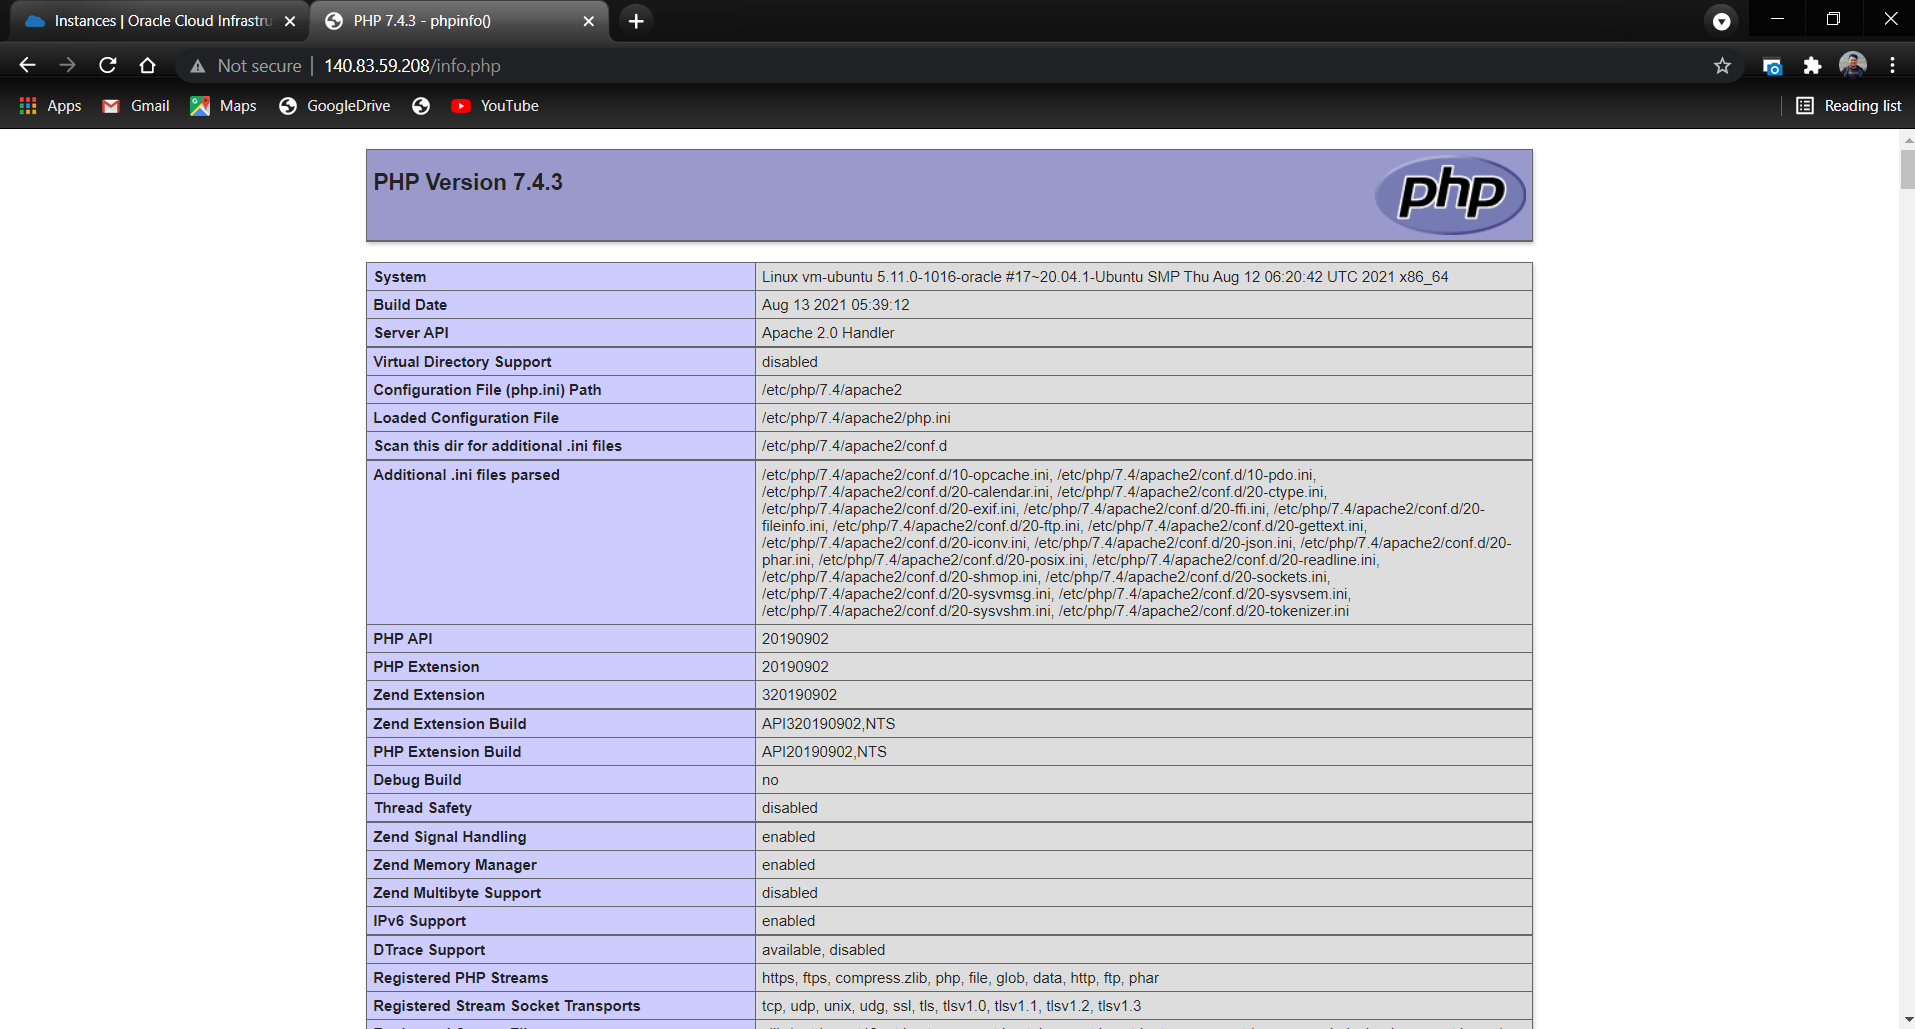 Instances | Oracle Cloud Infrastru
PHP 7.4.3 - phpinfo()
Not secure
140.83.59.208/info.php
Apps
Gmail
Maps
GoogleDrive
YouTube
Reading list
PHP Version 7.4.3
php
System Linux vm-ubuntu 5.11.0-1016-oracle #17~20.04.1-Ubuntu SMP Thu Aug 12 06:20:42 UTC 2021 x86_64
Build Date Aug 13 2021 05:39:12
Server API Apache 2.0 Handler
Virtual Directory Support disabled
Configuration File (php.ini) Path /etc/php/7.4/apache2
Loaded Configuration File /etc/php/7.4/apache2/php.ini
Scan this dir for additional .ini files /etc/php/7.4/apache2/conf.d
Additional .ini files parsed /etc/php/7.4/apache2/conf.d/10-opcache.ini, /etc/php/7.4/apache2/conf.d/10-pdo.ini,
/etc/php/7.4/apache2/conf.d/20-calendar.ini, /etc/php/7.4/apache2/conf.d/20-ctype.ini,
/etc/php/7.4/apache2/conf.d/20-exif.ini, /etc/php/7.4/apache2/conf.d/20-ffi.ini, /etc/php/7.4/apache2/conf.d/20-
fileinfo.ini, /etc/php/7.4/apache2/conf.d/20-ftp.ini, /etc/php/7.4/apache2/conf.d/20-gettext.ini,
/etc/php/7.4/apache2/conf.d/20-iconv.ini, /etc/php/7.4/apache2/conf.d/20-json.ini, /etc/php/7.4/apache2/conf.d/20-
phar.ini, /etc/php/7.4/apache2/conf.d/20-posix.ini, /etc/php/7.4/apache2/conf.d/20-readline.ini,
/etc/php/7.4/apache2/conf.d/20-shmop.ini, /etc/php/7.4/apache2/conf.d/20-sockets.ini,
/etc/php/7.4/apache2/conf.d/20-sysvmsg.ini, /etc/php/7.4/apache2/conf.d/20-sysvsem.ini,
/etc/php/7.4/apache2/conf.d/20-sysvshm.ini, /etc/php/7.4/apache2/conf.d/20-tokenizer.ini
PHP API 20190902
PHP Extension 20190902
Zend Extension 320190902
Zend Extension Build API320190902,NTS
PHP Extension Build API20190902,NTS
Debug Build no
Thread Safety disabled
Zend Signal Handling enabled
Zend Memory Manager enabled
Zend Multibyte Support disabled
IPv6 Support enabled
DTrace Support available, disabled
Registered PHP Streams https, ftps, compress.zlib, php, file, glob, data, http, ftp, phar
Registered Stream Socket Transports tcp, udp, unix, udg, ssl, tls, tlsv1.0, tlsv1.1, tlsv1.2, tlsv1.3